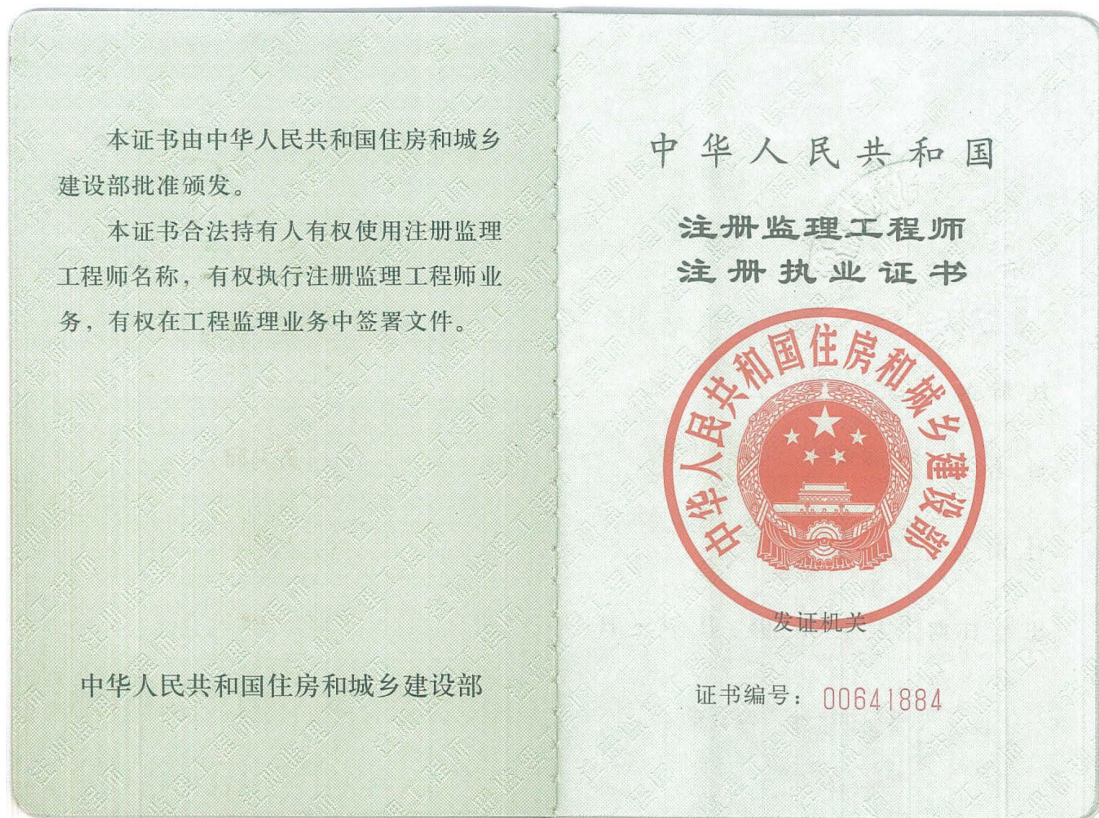 本证书由中华人民共和国住房和城乡
建设部批准颁发。
本证书合法持有人有权使用注册监理
工程师名称，有权执行注册监理工程师业
务，有权在工程监理业务中签署文件。
中华人民共和国住房和城乡建设部
中华人民共和国
注册监理工程师
注册执业证书
中华人民共和国住房和城乡建设部
发证机关
证书编号：00641884